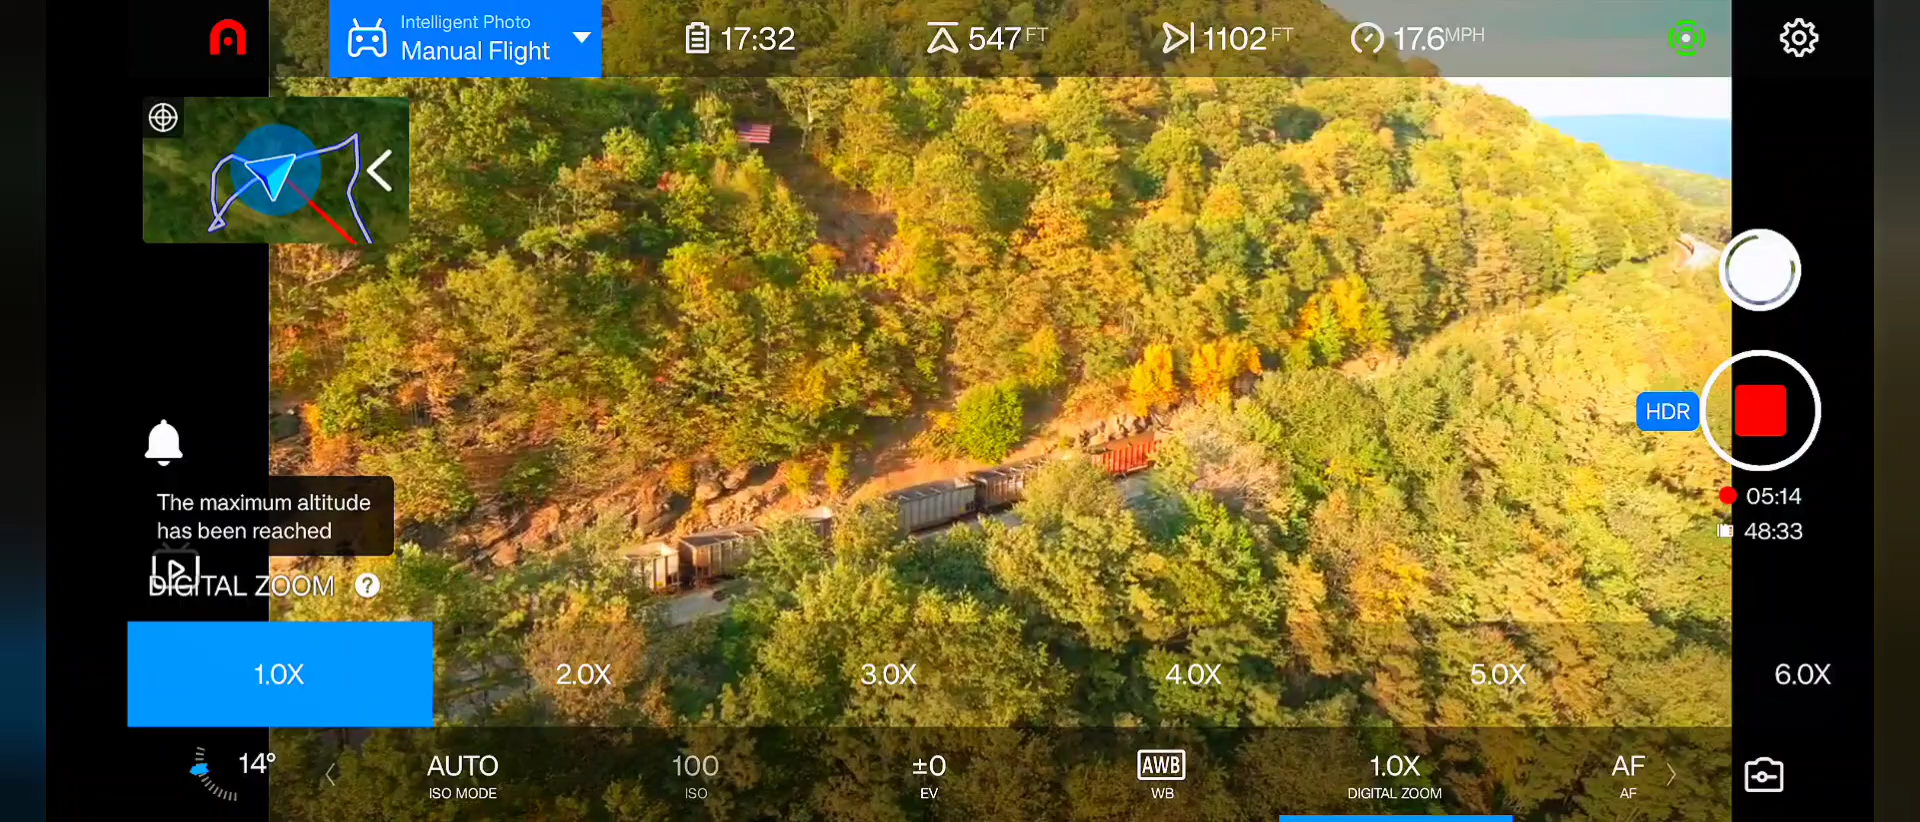 Intelligent Photo
Manual Flight
17:32
547 FT
1102 FT
17.6 MPH
HDR
05:14
48:33
The maximum altitude
has been reached
DIGITAL ZOOM ?
1.0X 2.0X 3.0X 4.0X 5.0X 6.0X
14°
AUTO 100 ±0 AWB 1.0X AF
ISO MODE ISO EV WB DIGITAL ZOOM AF